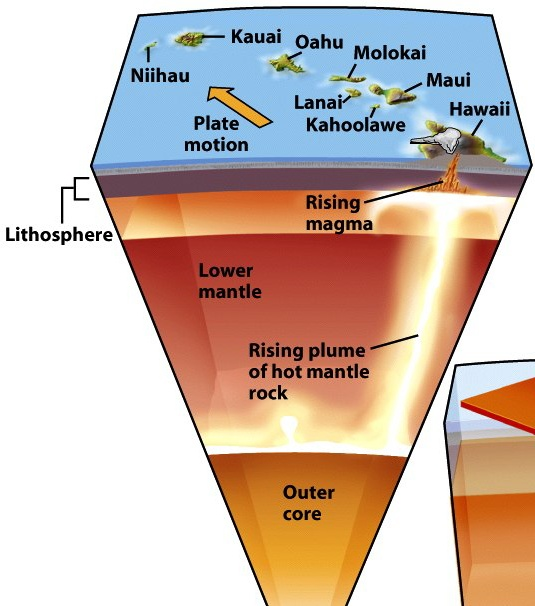 Kauai
Oahu
Molokai
Niihau
Maui
Lanai
Hawaii
Kahoolawe
Plate
motion
Rising
magma
Lithosphere
Lower
mantle
Rising plume
of hot mantle
rock
Outer
core